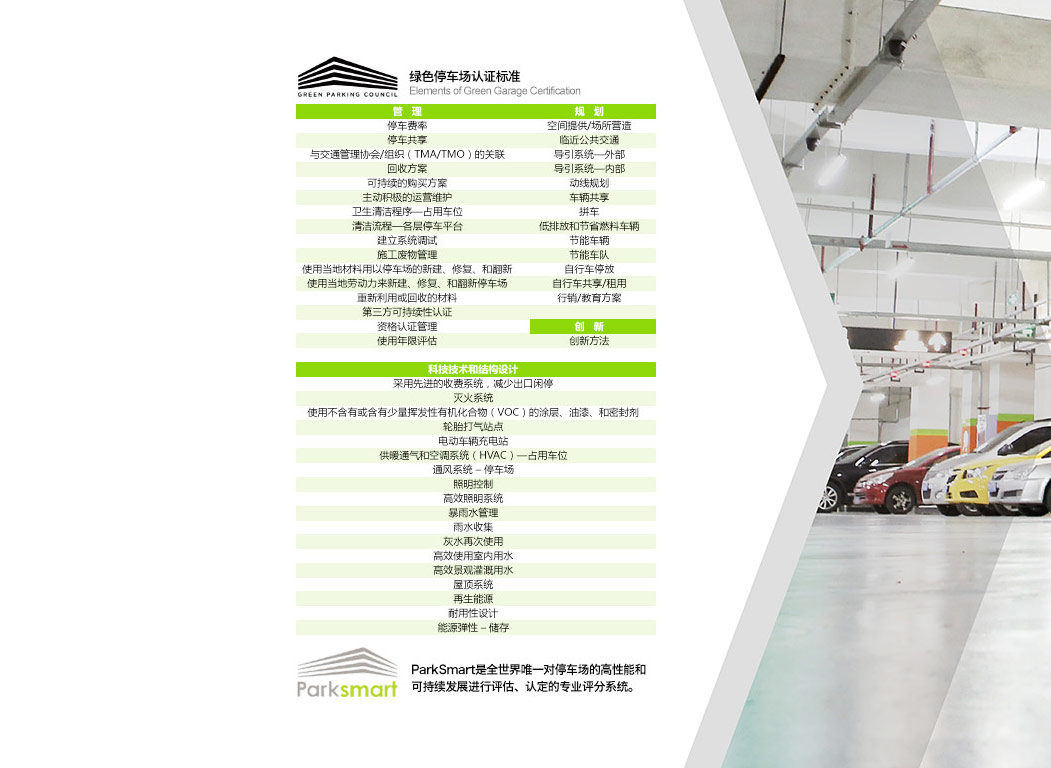 绿色停车场认证标准
GREEN PARKING COUNCIL
Elements of Green Garage Certification
管 理
停车费率
停车共享
与交通管理协会/组织(TMA/TMO)的关联
回收方案
可持续的购买方案
主动积极的运营维护
卫生清洁程序—占用车位
清洁流程—各层停车平台
建立系统调试
施工废物管理
使用当地材料用以停车场的新建、修复、和翻新
使用当地劳动力来新建、修复、和翻新停车场
重新利用或回收的材料
第三方可持续性认证
资格认证管理
使用年限评估
规 划
空间提供/场所营造
临近公共交通
导引系统—外部
导引系统—内部
动线规划
车辆共享
拼车
低排放和节省燃料车辆
节能车辆
节能车队
自行车停放
自行车共享/租用
行销/教育方案
创 新
创新方法
科技技术和结构设计
采用先进的收费系统,减少出口闲停
灭火系统
使用不含有或含有少量挥发性有机化合物(VOC)的涂层、油漆、和密封剂
轮胎打气站点
电动车辆充电站
供暖通气和空调系统(HVAC)—占用车位
通风系统 – 停车场
照明控制
高效照明系统
暴雨水管理
雨水收集
灰水再次使用
高效使用室内用水
高效景观灌溉用水
屋顶系统
再生能源
耐用性设计
能源弹性 – 储存
Parksmart
ParkSmart是全世界唯一对停车场的高性能和
可持续发展进行评估、认定的专业评分系统。